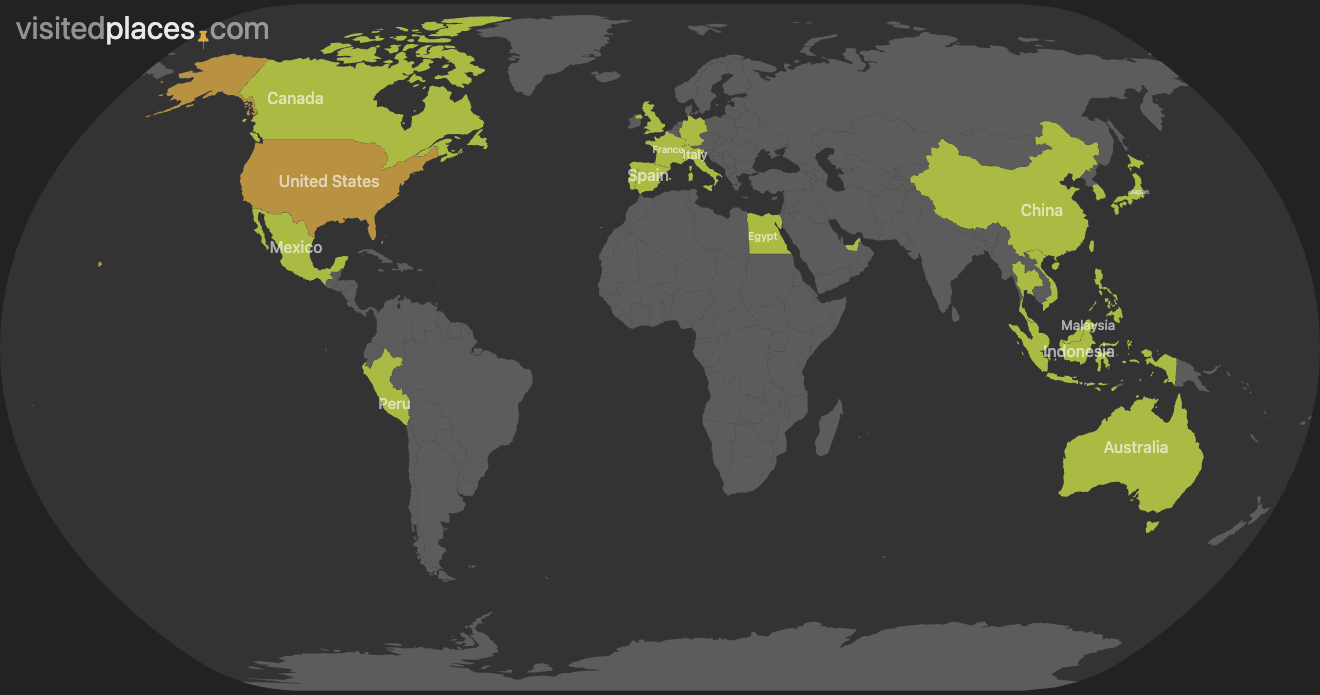 visitedplaces.com
Canada
United States
Mexico
Peru
France
Italy
Spain
Egypt
China
Japan
Malaysia
Indonesia
Australia